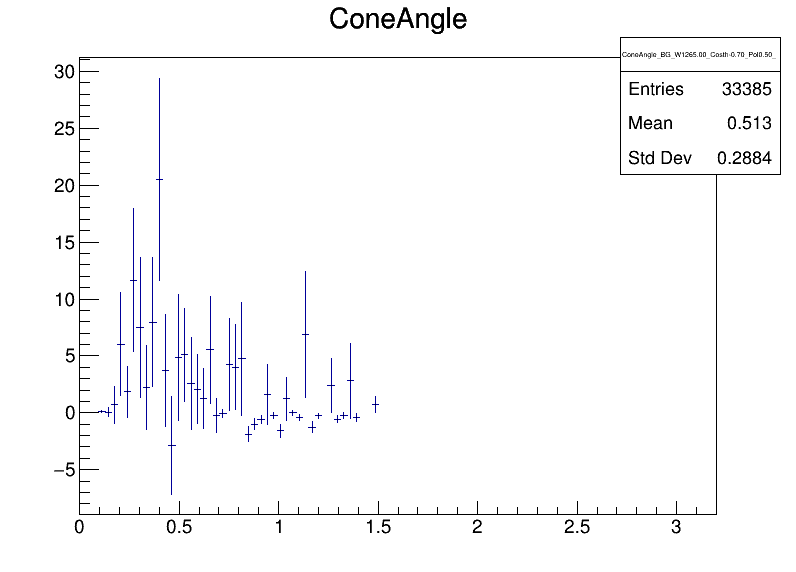 ConeAngle
ConeAngle_BG_W1265.00_Costh-0.70_Pol0.50_
Entries 33385
Mean 0.513
Std Dev 0.2884
30
25
20
15
10
5
0
−5
0 0.5 1 1.5 2 2.5 3